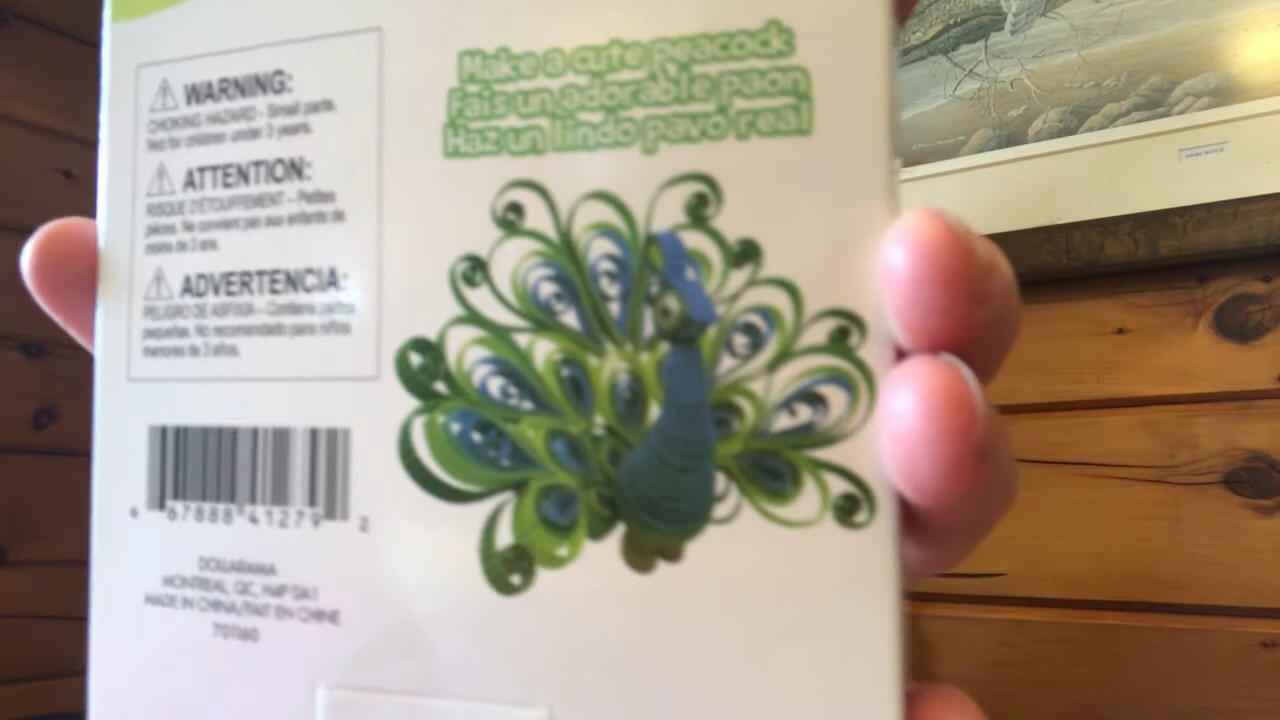 WARNING:
CHOKING HAZARD - Small parts.
Not for children under 3 years.
ATTENTION:
RISQUE D'ÉTOUFFEMENT - Petites
pièces. Ne convient pas aux enfants de
moins de 3 ans.
ADVERTENCIA:
PELIGRO DE ASFIXIA - Contiene partes
pequeñas. No recomendado para niños
menores de 3 años.
Make a cute peacock
Fais un adorable paon
Haz un lindo pavo real
6 67888 41279 2
DOLLARAMA
MONTREAL, QC, H4P 0A1
MADE IN CHINA/FAIT EN CHINE
701160